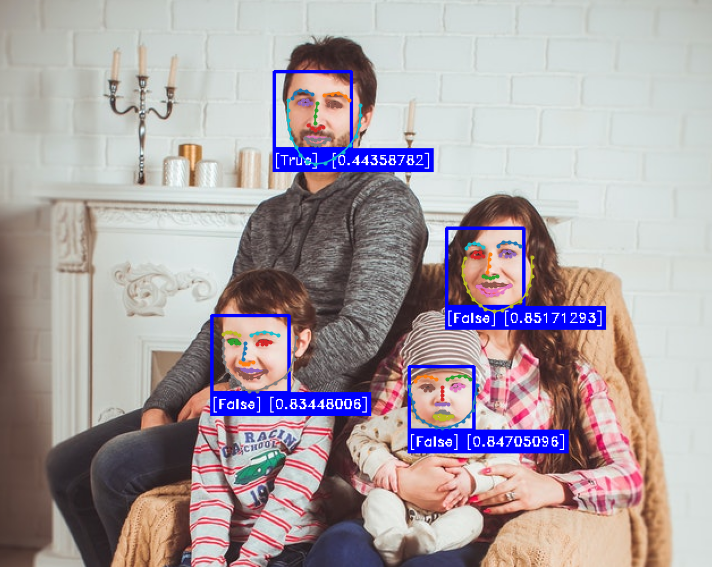 [True] [0.44358782]
[False] [0.85171293]
[False] [0.83448006]
[False] [0.84705096]
RACIN
SCHOOL